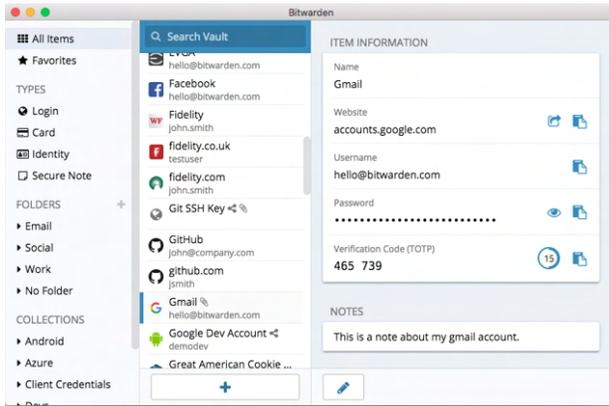 Bitwarden
All Items
Favorites
TYPES
Login
Card
Identity
Secure Note
FOLDERS +
Email
Social
Work
No Folder
COLLECTIONS
Android
Azure
Client Credentials
Devs
Search Vault
EVGA
hello@bitwarden.com
Facebook
hello@bitwarden.com
WF Fidelity
john.smith
fidelity.co.uk
testuser
fidelity.com
john.smith
Git SSH Key
GitHub
john@company.com
github.com
jsmith
Gmail
hello@bitwarden.com
Google Dev Account
demodev
Great American Cookie ...
+
ITEM INFORMATION
Name
Gmail
Website
accounts.google.com
Username
hello@bitwarden.com
Password
•••••••••••••••••••••••••
Verification Code (TOTP)
465 739
15
NOTES
This is a note about my gmail account.